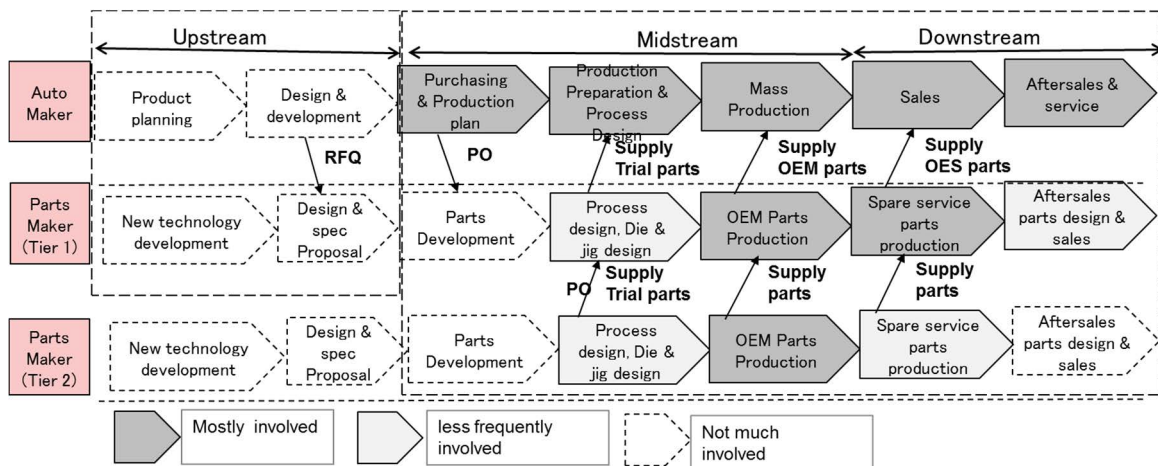 Upstream
Midstream
Downstream
Auto
Maker
Product
planning
Design &
development
Purchasing
& Production
plan
Production
Preparation &
Process
Design
Mass
Production
Sales
Aftersales &
service
RFQ
PO
Supply
Trial parts
Supply
OEM parts
Supply
OES parts
Parts
Maker
(Tier 1)
New technology
development
Design &
spec
Proposal
Parts
Development
Process
design, Die &
jig design
OEM Parts
Production
Spare service
parts
production
Aftersales
parts design &
sales
PO
Supply
Trial parts
Supply
parts
Supply
parts
Parts
Maker
(Tier 2)
New technology
development
Design &
spec
Proposal
Parts
Development
Process
design, Die &
jig design
OEM Parts
Production
Spare service
parts
production
Aftersales
parts design &
sales
Mostly involved
less frequently
involved
Not much
involved